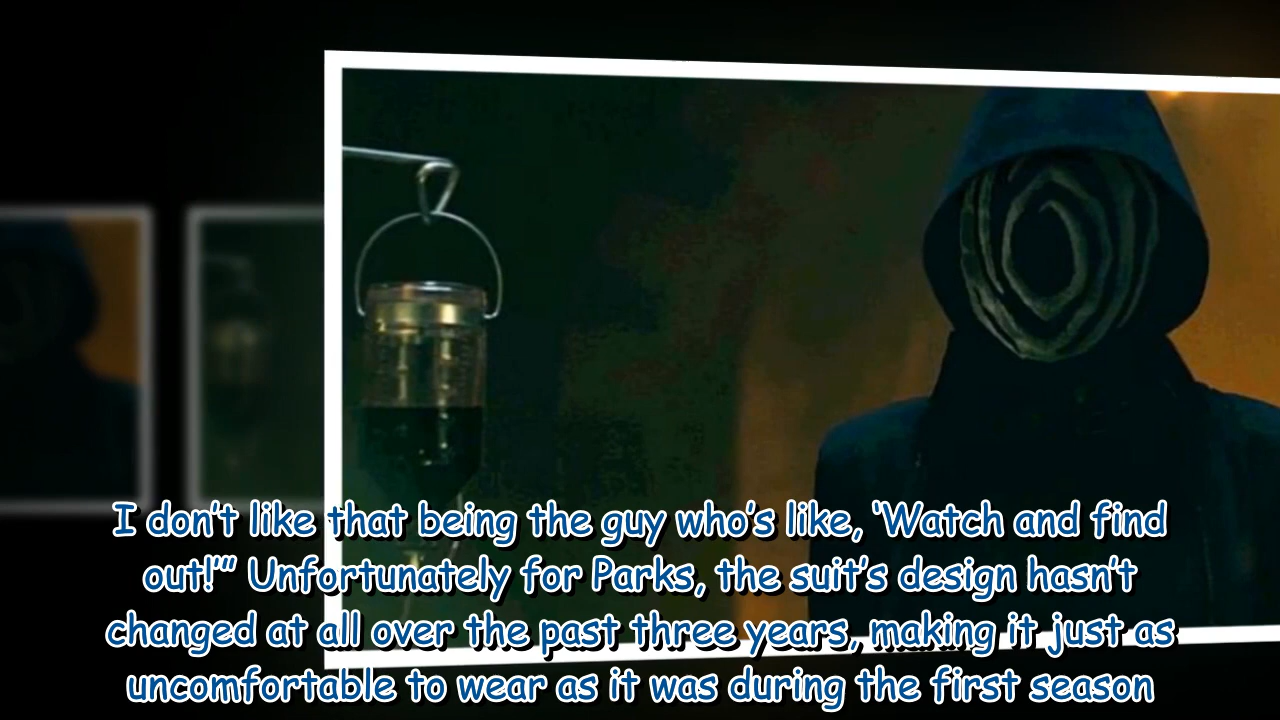 I don’t like that being the guy who’s like, ‘Watch and find
out!’” Unfortunately for Parks, the suit’s design hasn’t
changed at all over the past three years, making it just as
uncomfortable to wear as it was during the first season